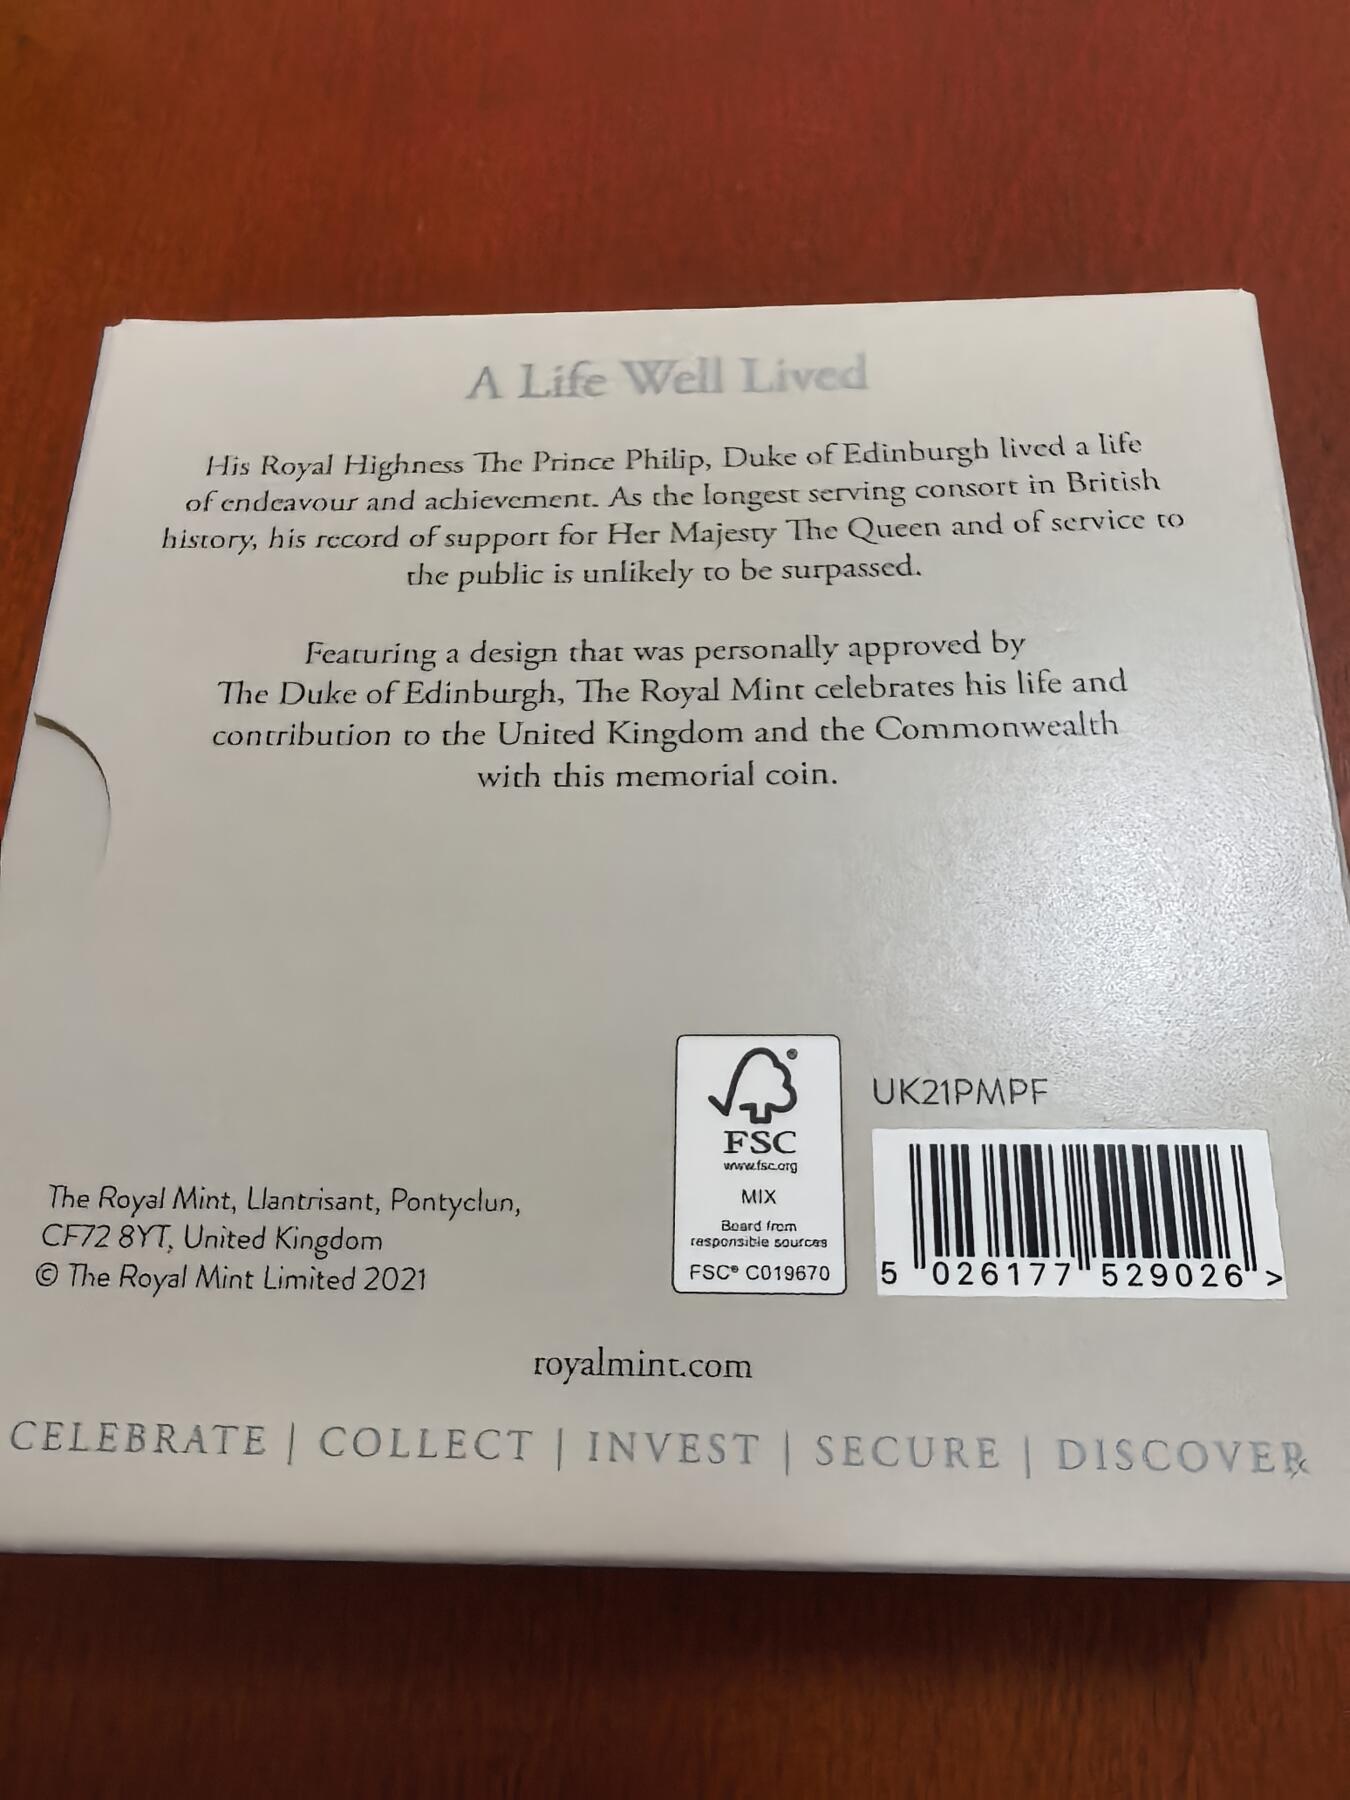 A Life Well Lived
His Royal Highness The Prince Philip, Duke of Edinburgh lived a life
of endeavour and achievement. As the longest serving consort in British
history, his record of support for Her Majesty The Queen and of service to
the public is unlikely to be surpassed.
Featuring a design that was personally approved by
The Duke of Edinburgh, The Royal Mint celebrates his life and
contribution to the United Kingdom and the Commonwealth
with this memorial coin.
The Royal Mint, Llantrisant, Pontyclun,
CF72 8YT, United Kingdom
© The Royal Mint Limited 2021
®
FSC
www.fsc.org
MIX
Board from
responsible sources
FSC® C019670
UK21PMPF
5 026177 529026 >
royalmint.com
CELEBRATE | COLLECT | INVEST | SECURE | DISCOVER